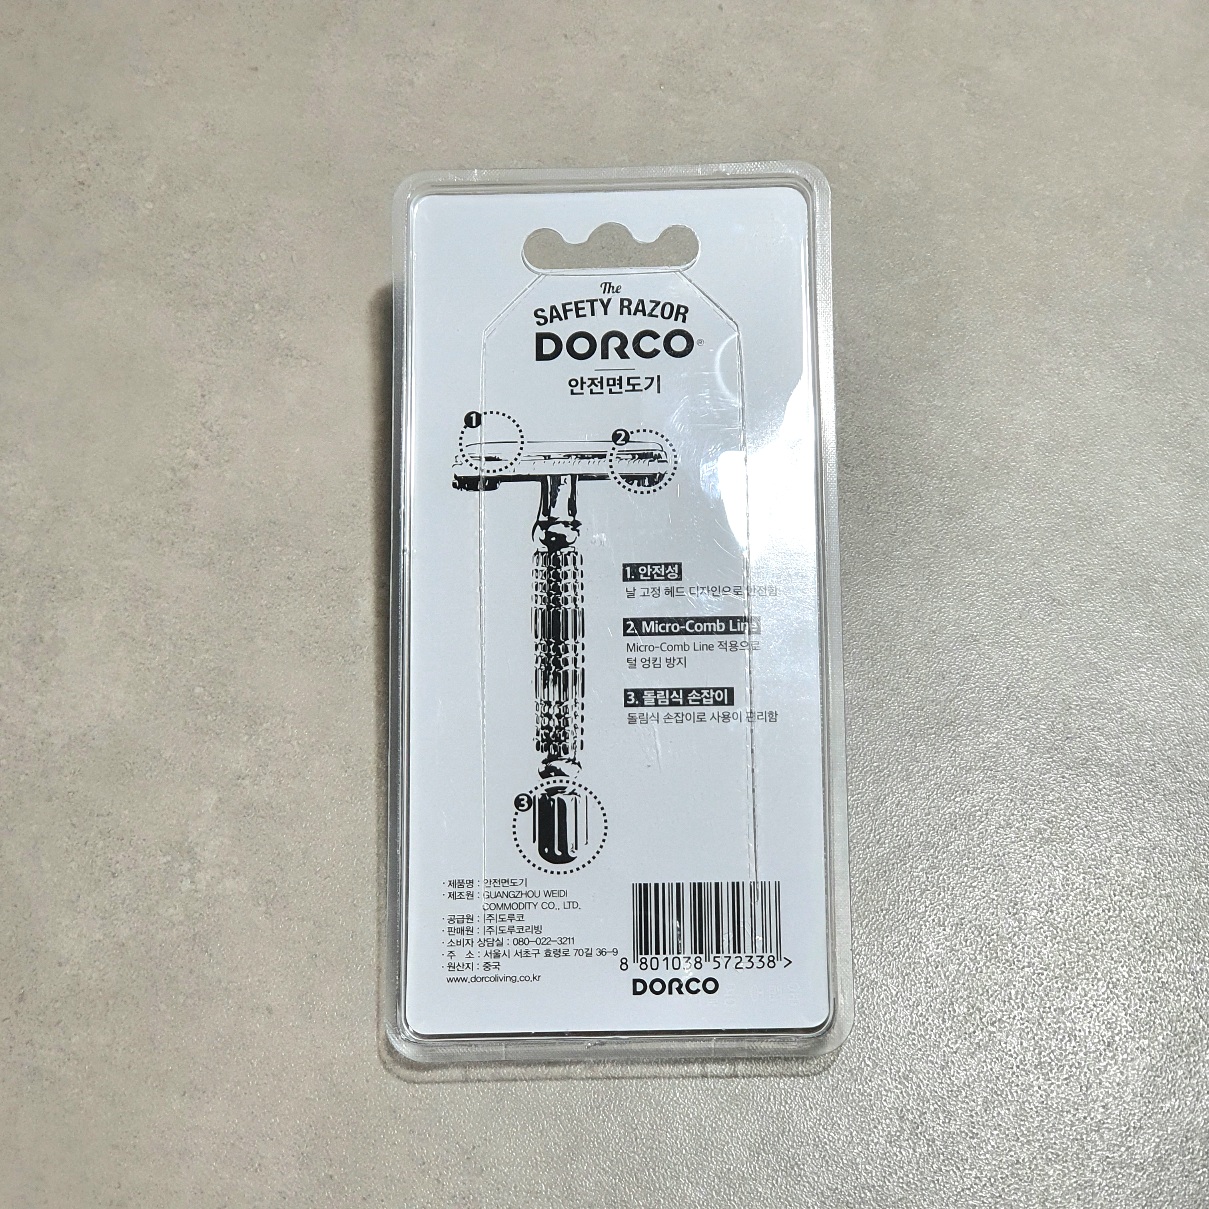 The
SAFETY RAZOR
DORCO®
안전면도기
1
2
1. 안전성
날 고정 헤드 디자인으로 안전함
2. Micro-Comb Line
Micro-Comb Line 적용으로
털 엉킴 방지
3. 돌림식 손잡이
돌림식 손잡이로 사용이 편리함
3
· 제품명 : 안전면도기
· 제조원 : GUANGZHOU WEIDI
COMMODITY CO., LTD.
· 공급원 : (주)도루코
· 판매원 : (주)도루코리빙
· 소비자 상담실 : 080-022-3211
· 주 소 : 서울시 서초구 효령로 70길 36-9
· 원산지 : 중국
www.dorcoliving.co.kr
8 801038 572338 >
DORCO